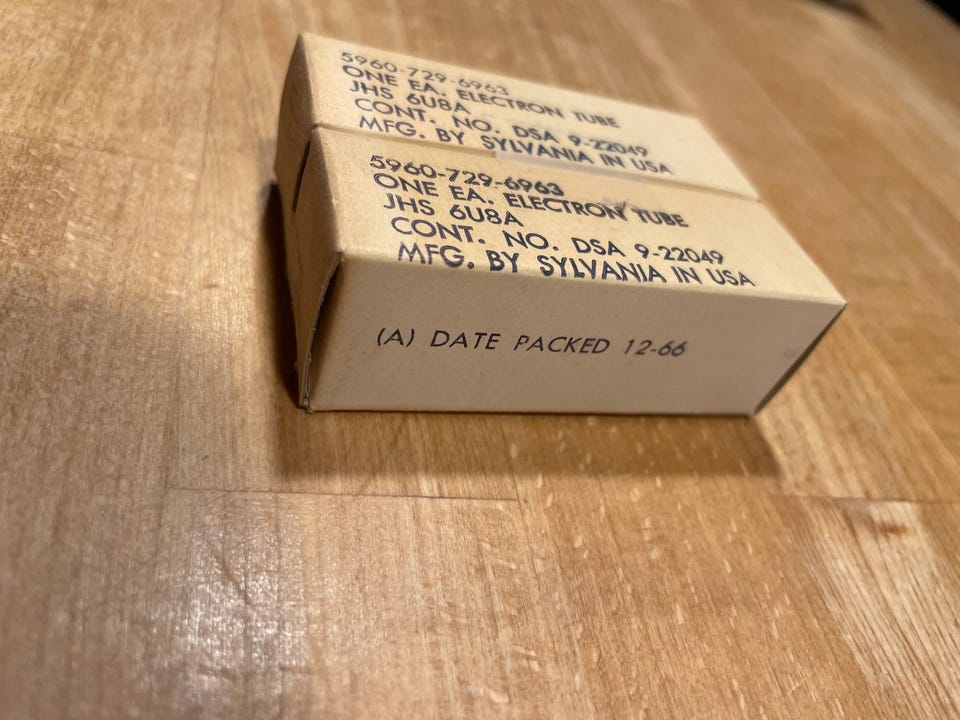 5960-729-6963
ONE EA. ELECTRON TUBE
JHS 6U8A
CONT. NO. DSA 9-22049
MFG. BY SYLVANIA IN USA
5960-729-6963
ONE EA. ELECTRON TUBE
JHS 6U8A
CONT. NO. DSA 9-22049
MFG. BY SYLVANIA IN USA
(A) DATE PACKED 12-66